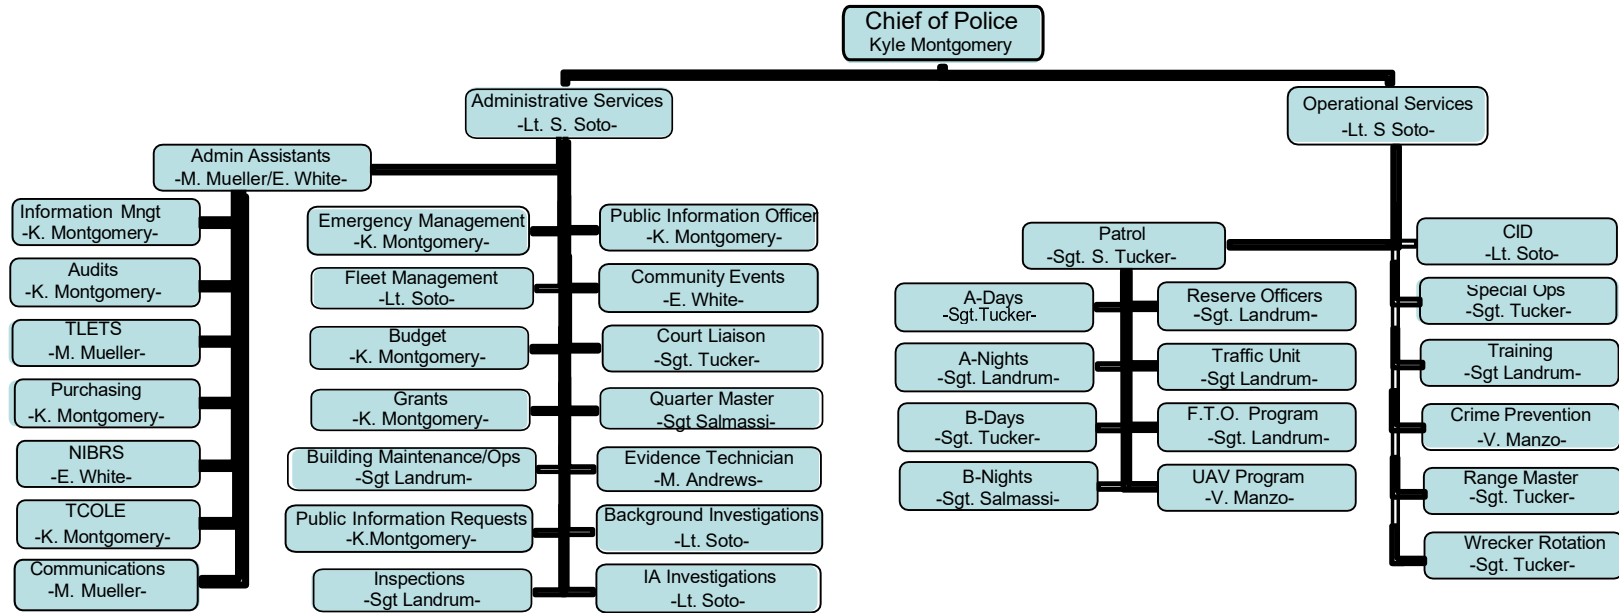 Chief of Police
Kyle Montgomery
Administrative Services
-Lt. S. Soto-
Operational Services
-Lt. S Soto-
Admin Assistants
-M. Mueller/E. White-
Information Mngt
-K. Montgomery-
Audits
-K. Montgomery-
TLETS
-M. Mueller-
Purchasing
-K. Montgomery-
NIBRS
-E. White-
TCOLE
-K. Montgomery-
Communications
-M. Mueller-
Emergency Management
-K. Montgomery-
Fleet Management
-Lt. Soto-
Budget
-K. Montgomery-
Grants
-K. Montgomery-
Building Maintenance/Ops
-Sgt Landrum-
Public Information Requests
-K.Montgomery-
Inspections
-Sgt Landrum-
Public Information Officer
-K. Montgomery-
Community Events
-E. White-
Court Liaison
-Sgt. Tucker-
Quarter Master
-Sgt Salmassi-
Evidence Technician
-M. Andrews-
Background Investigations
-Lt. Soto-
IA Investigations
-Lt. Soto-
Patrol
-Sgt. S. Tucker-
A-Days
-Sgt.Tucker-
A-Nights
-Sgt. Landrum-
B-Days
-Sgt. Tucker-
B-Nights
-Sgt. Salmassi-
Reserve Officers
-Sgt. Landrum-
Traffic Unit
-Sgt Landrum-
F.T.O. Program
-Sgt. Landrum-
UAV Program
-V. Manzo-
CID
-Lt. Soto-
Special Ops
-Sgt. Tucker-
Training
-Sgt Landrum-
Crime Prevention
-V. Manzo-
Range Master
-Sgt. Tucker-
Wrecker Rotation
-Sgt. Tucker-